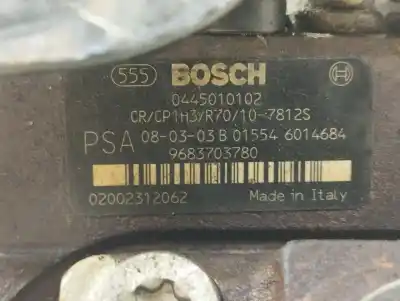 555 BOSCH
0445010102
CR/CP1H3/R70/10-7812S
PSA 08-03-03 B 01554 6014684
9683703780
02002312062 Made in Italy